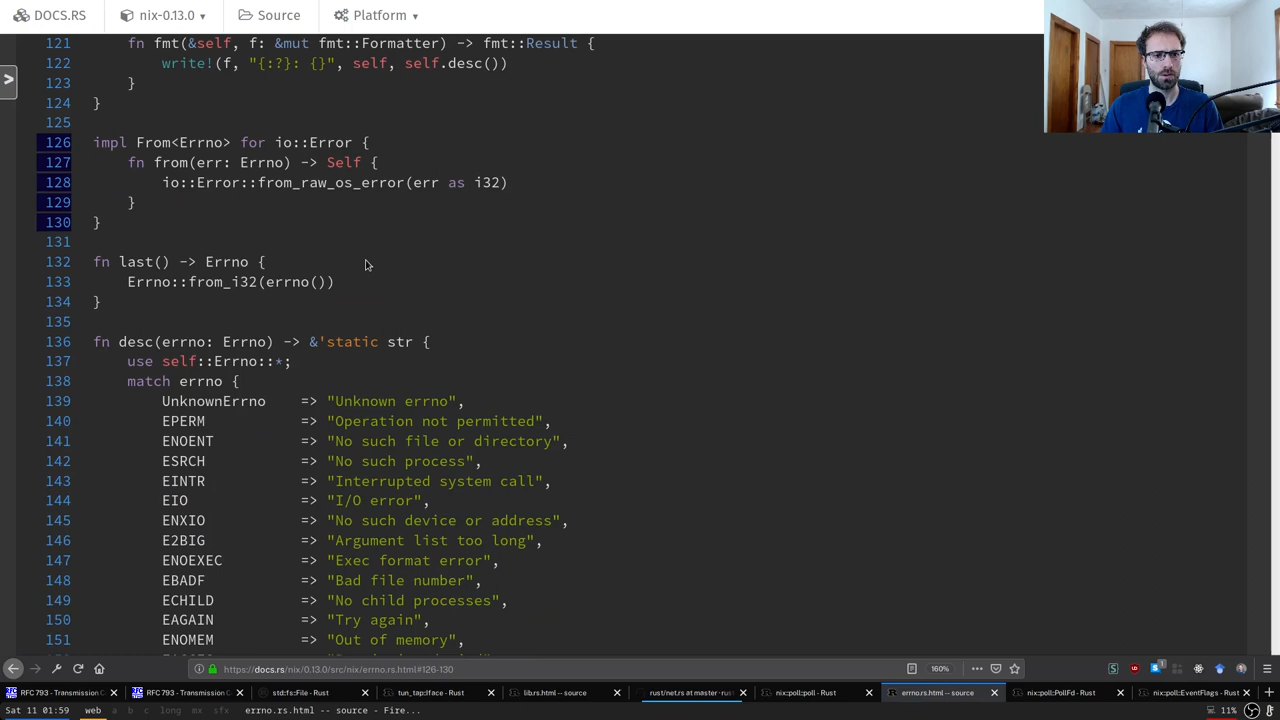 DOCS.RS nix-0.13.0 Source Platform
121 fn fmt(&self, f: &mut fmt::Formatter) -> fmt::Result {
122 write!(f, "{:?}: {}", self, self.desc())
123 }
124 }
125
126 impl From<Errno> for io::Error {
127 fn from(err: Errno) -> Self {
128 io::Error::from_raw_os_error(err as i32)
129 }
130 }
131
132 fn last() -> Errno {
133 Errno::from_i32(errno())
134 }
135
136 fn desc(errno: Errno) -> &'static str {
137 use self::Errno::*;
138 match errno {
139 UnknownErrno => "Unknown errno",
140 EPERM => "Operation not permitted",
141 ENOENT => "No such file or directory",
142 ESRCH => "No such process",
143 EINTR => "Interrupted system call",
144 EIO => "I/O error",
145 ENXIO => "No such device or address",
146 E2BIG => "Argument list too long",
147 ENOEXEC => "Exec format error",
148 EBADF => "Bad file number",
149 ECHILD => "No child processes",
150 EAGAIN => "Try again",
151 ENOMEM => "Out of memory",
https://docs.rs/nix/0.13.0/src/nix/errno.rs.html#126-130 160%
RFC 793 - Transmission C RFC 793 - Transmission C std::fs::File - Rust tun_tap::Iface - Rust lib.rs.html -- source rust/net.rs at master · rust- nix::poll::poll - Rust errno.rs.html -- source nix::poll::PollFd - Rust nix::poll::EventFlags - Rust
Sat 11 01:59 web a b c long mx sfx errno.rs.html -- source - Fire... 11%